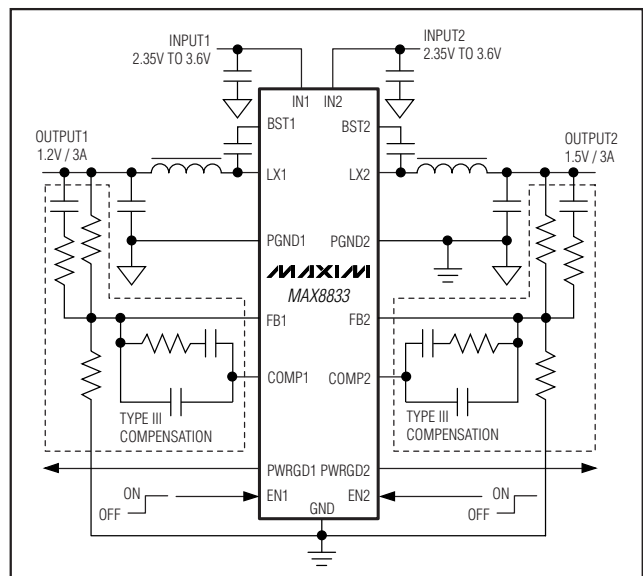 INPUT1
2.35V TO 3.6V
INPUT2
2.35V TO 3.6V
IN1
IN2
BST1
BST2
OUTPUT1
1.2V / 3A
OUTPUT2
1.5V / 3A
LX1
LX2
PGND1
PGND2
MAXIM
MAX8833
FB1
FB2
COMP1
COMP2
TYPE III
COMPENSATION
TYPE III
COMPENSATION
PWRGD1
PWRGD2
ON
OFF
EN1
EN2
ON
OFF
GND